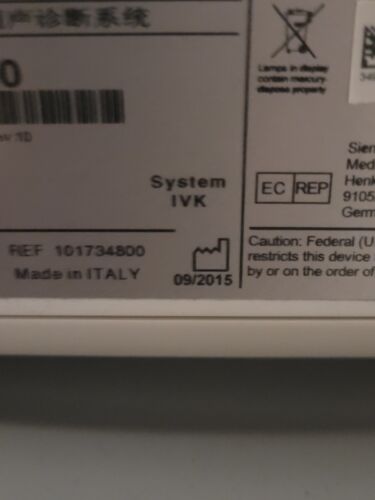 诊断系统
0
Lamps in display
contain mercury,
dispose properly
System
IVK
EC REP
Sien
Med
Henk
9105
Germ
REF 101734800
Made in ITALY
09/2015
Caution: Federal (U
restricts this device
by or on the order of